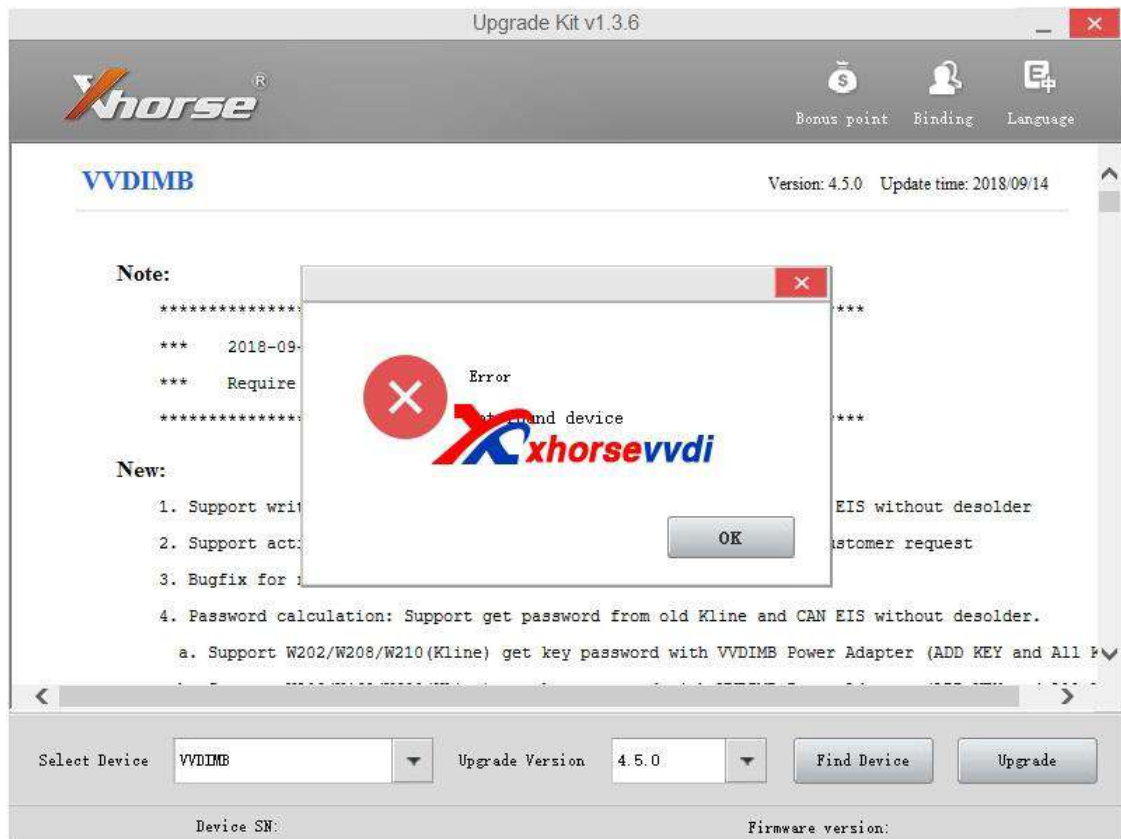 Upgrade Kit v1.3.6
Xhorse®
Bonus point Binding Language
VVDIMB
Version: 4.5.0 Update time: 2018/09/14
Note:
***
*** 2018-09-
*** Require
***
Error
device
xhorsevvdi
New:
1. Support EIS without desolder
2. Support request
3. Bugfix for
OK
4. Password calculation: Support get password from old Kline and CAN EIS without desolder.
a. Support W202/W208/W210(Kline) get key password with VVDIMB Power Adapter (ADD KEY and All
Select Device VVDIMB Upgrade Version 4.5.0 Find Device Upgrade
Device SN: Firmware version: